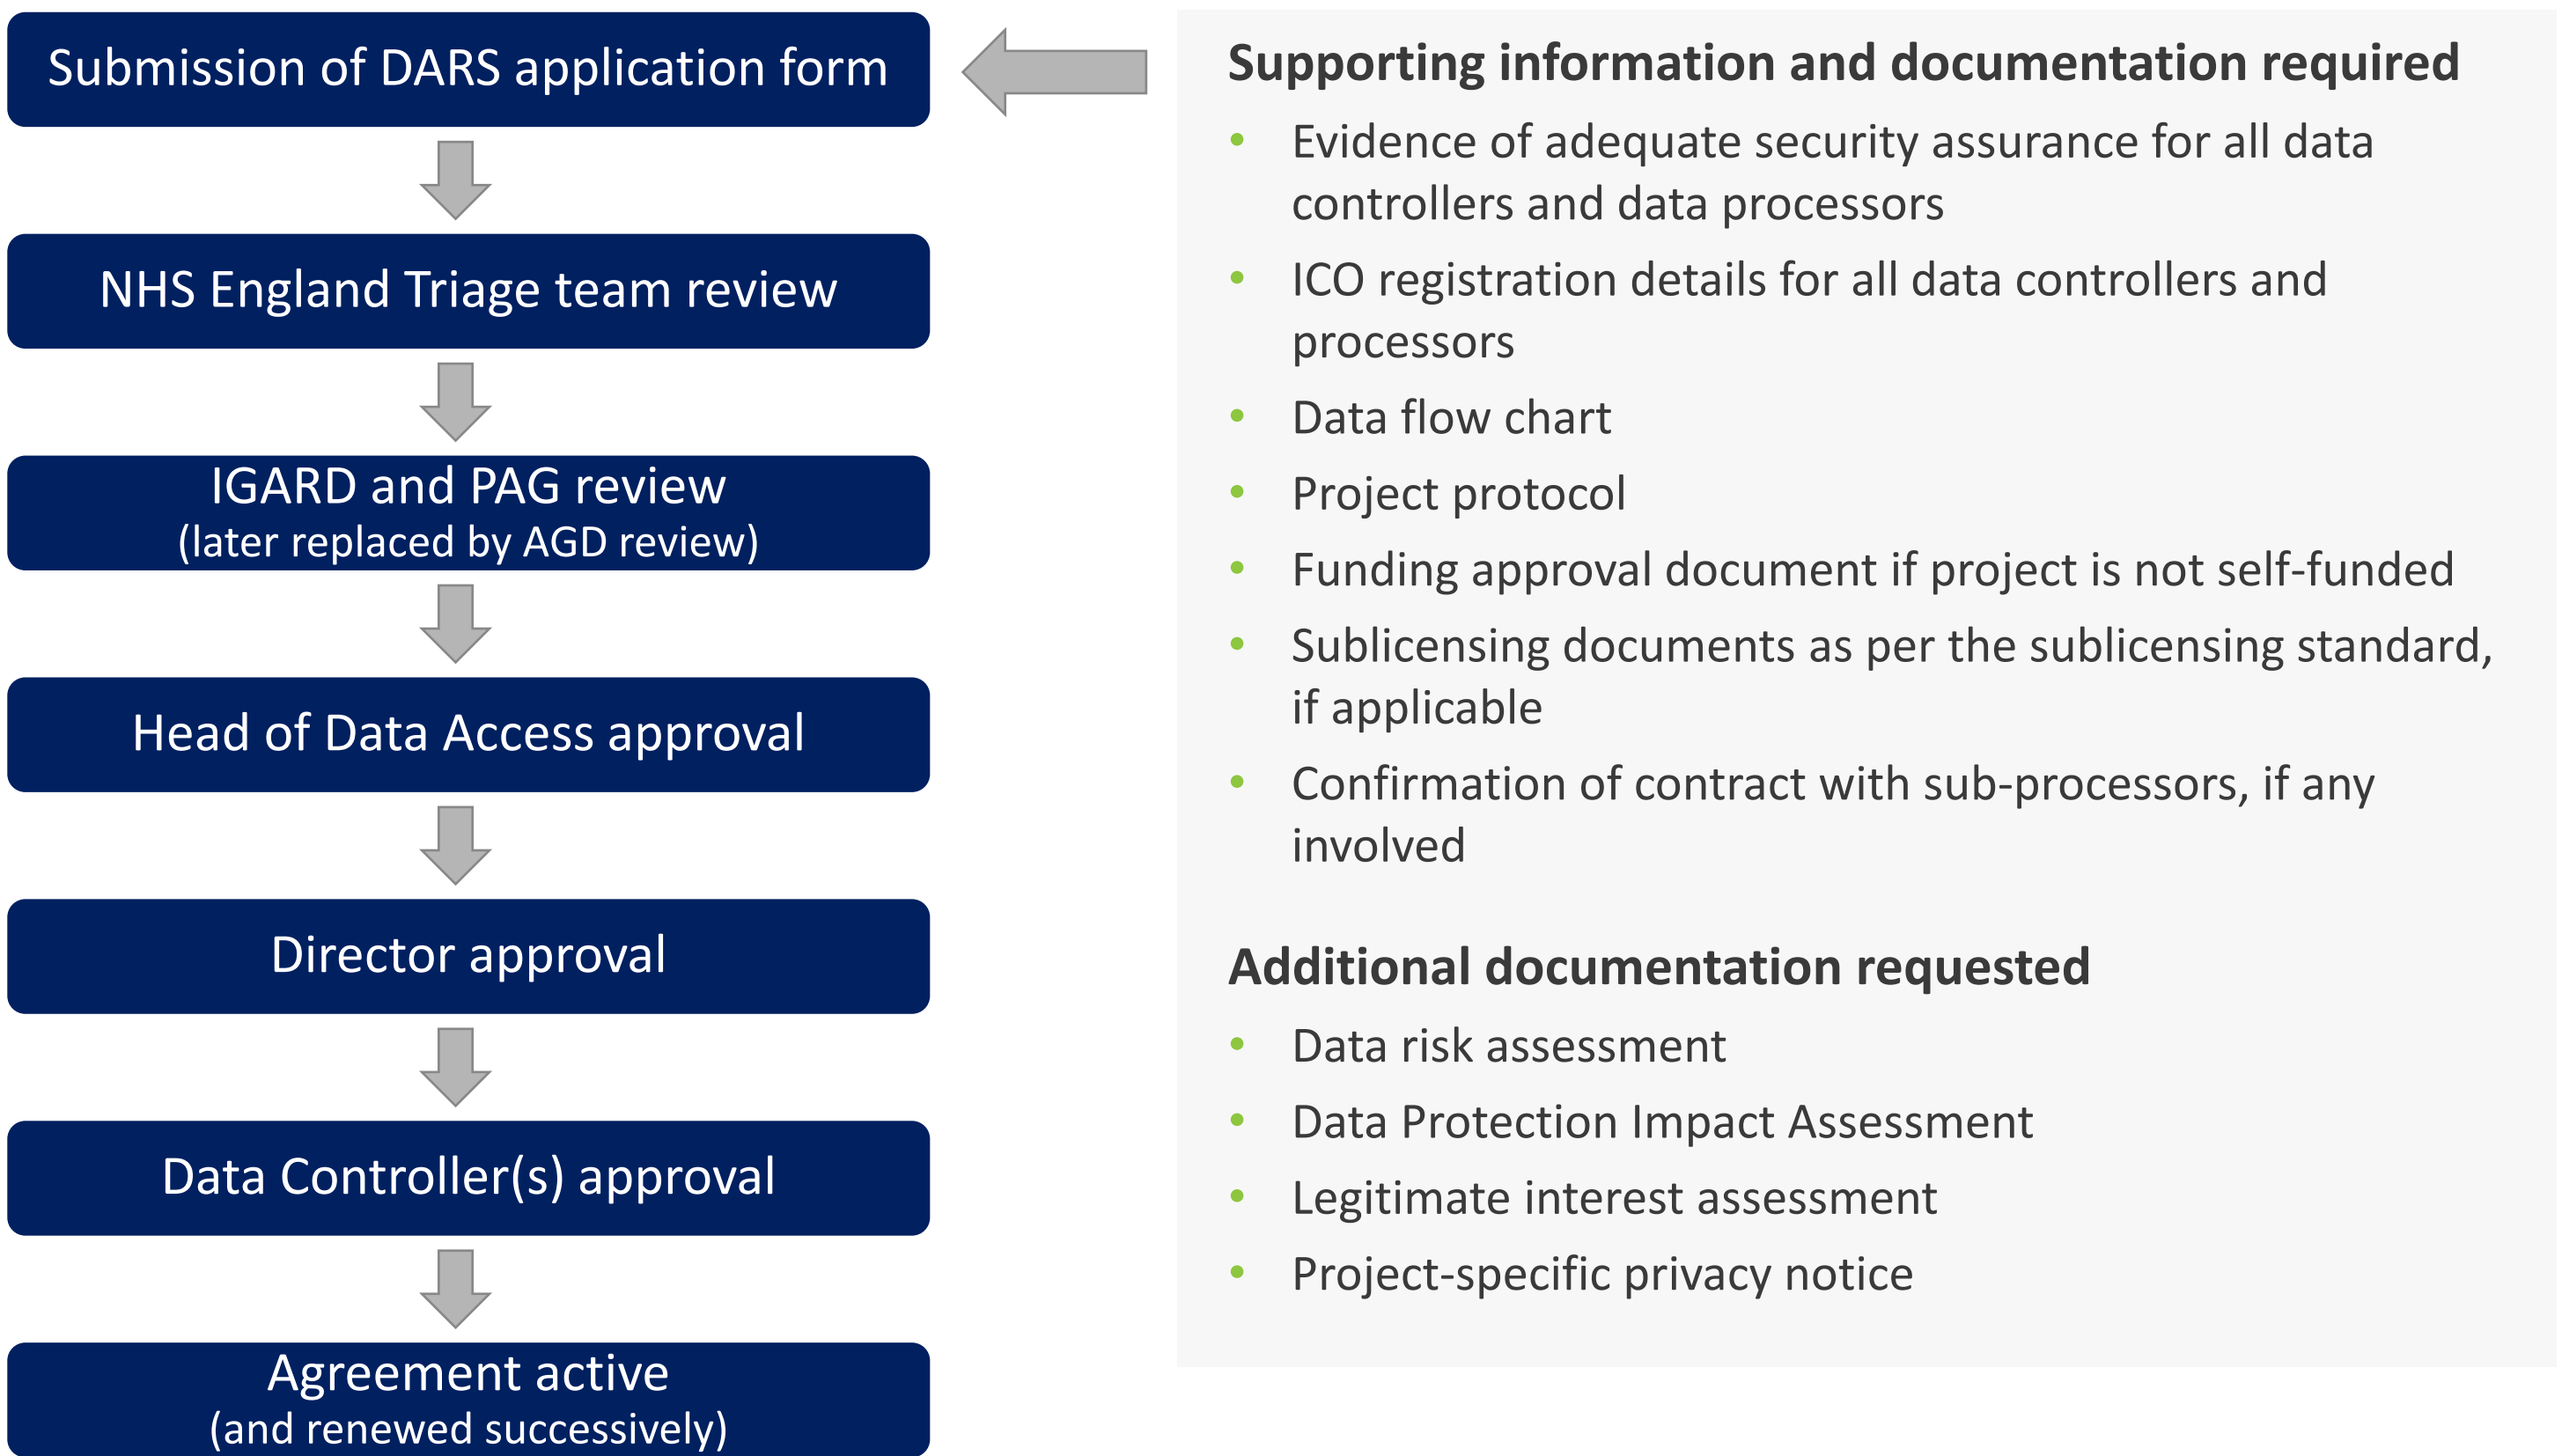 Submission of DARS application form
NHS England Triage team review
IGARD and PAG review
(later replaced by AGD review)
Head of Data Access approval
Director approval
Data Controller(s) approval
Agreement active
(and renewed successively)
Supporting information and documentation required
• Evidence of adequate security assurance for all data
controllers and data processors
• ICO registration details for all data controllers and
processors
• Data flow chart
• Project protocol
• Funding approval document if project is not self-funded
• Sublicensing documents as per the sublicensing standard,
if applicable
• Confirmation of contract with sub-processors, if any
involved
Additional documentation requested
• Data risk assessment
• Data Protection Impact Assessment
• Legitimate interest assessment
• Project-specific privacy notice